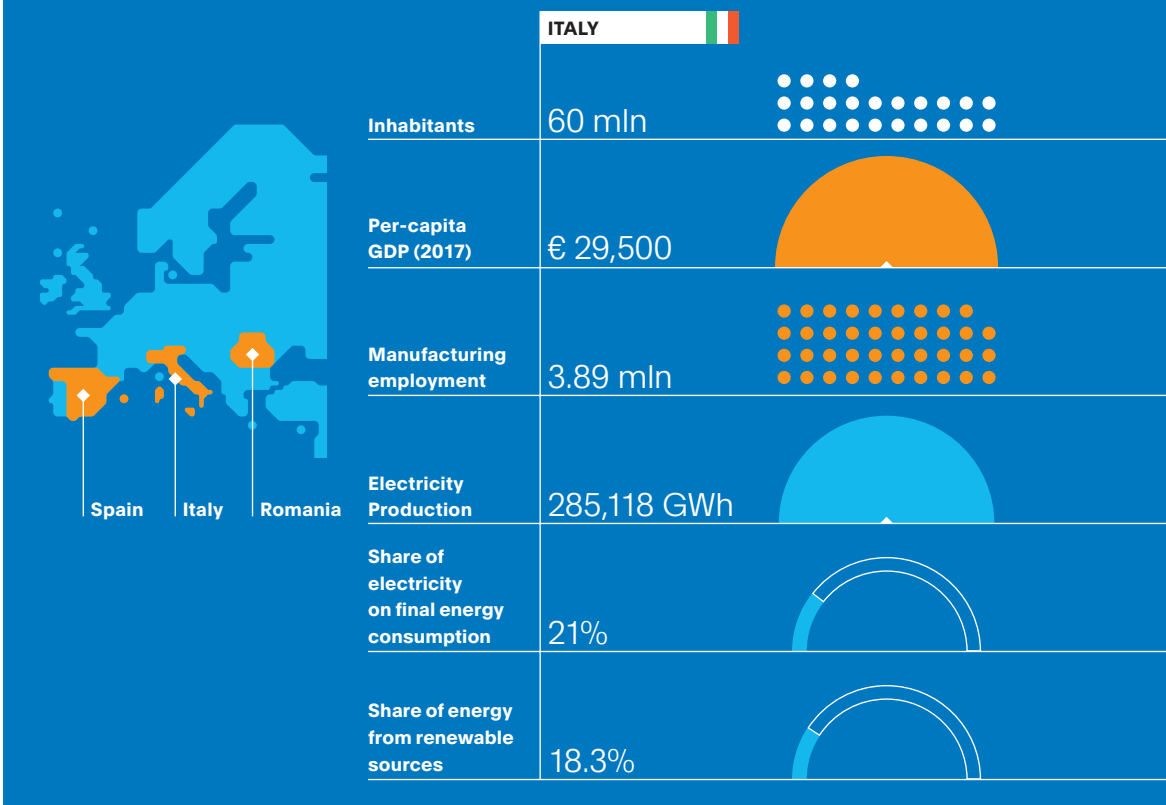 ITALY
Inhabitants
60 mln
Per-capita
GDP (2017)
€ 29,500
Manufacturing
employment
3.89 mln
Electricity
Production
285,118 GWh
Share of
electricity
on final energy
consumption
21%
Share of energy
from renewable
sources
18.3%
Spain
Italy
Romania